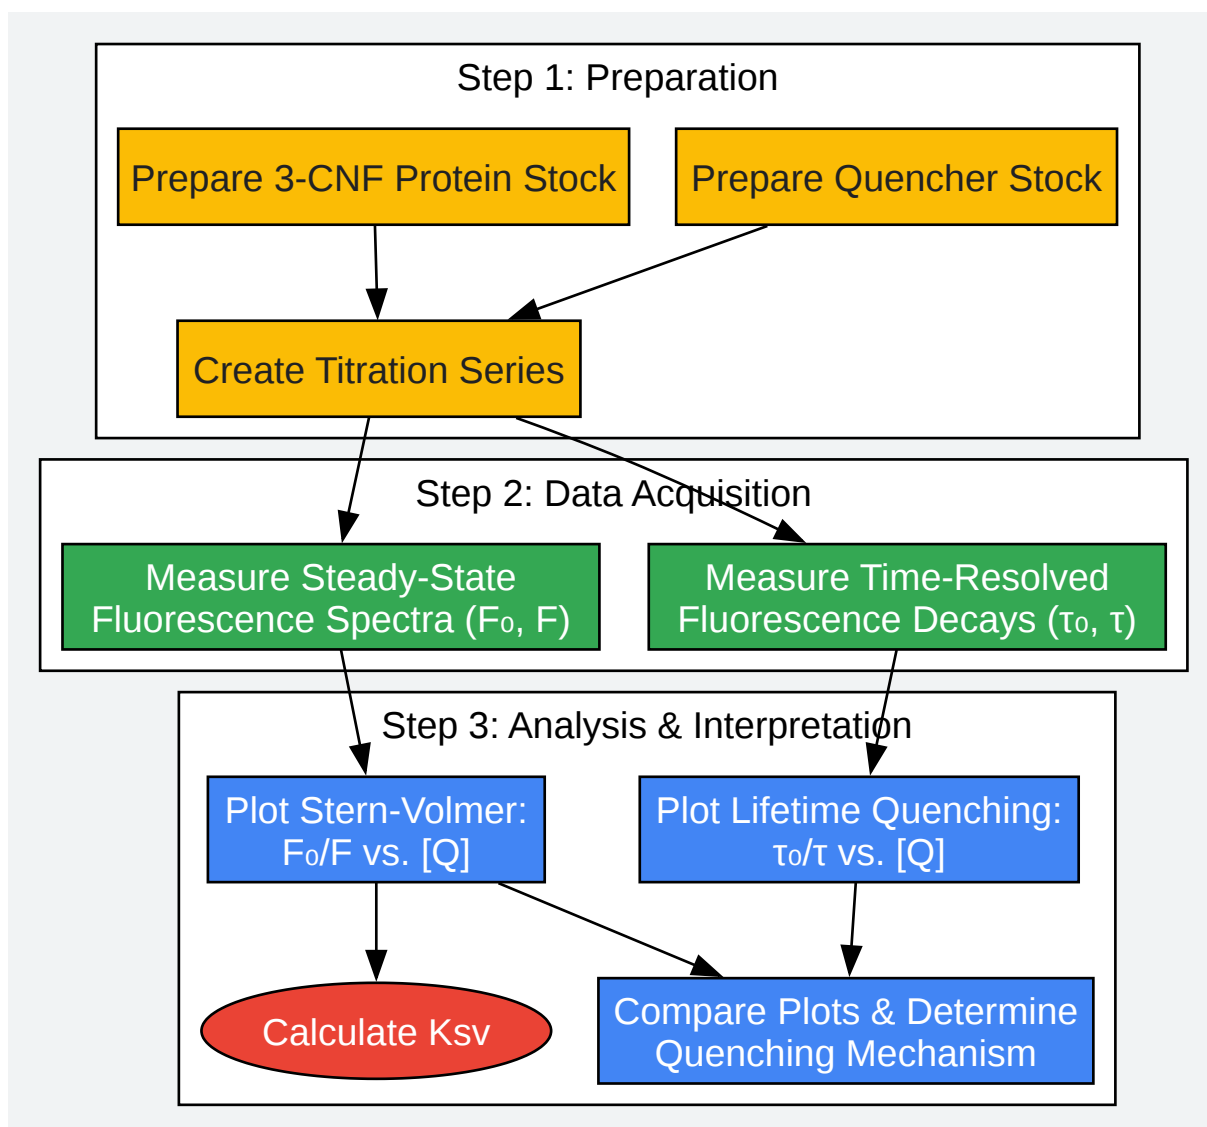 Step 1: Preparation
Prepare 3-CNF Protein Stock
Prepare Quencher Stock
Create Titration Series
Step 2: Data Acquisition
Measure Steady-State
Fluorescence Spectra (F₀, F)
Measure Time-Resolved
Fluorescence Decays (τ₀, τ)
Step 3: Analysis & Interpretation
Plot Stern-Volmer:
F₀/F vs. [Q]
Plot Lifetime Quenching:
τ₀/τ vs. [Q]
Calculate Ksv
Compare Plots & Determine
Quenching Mechanism